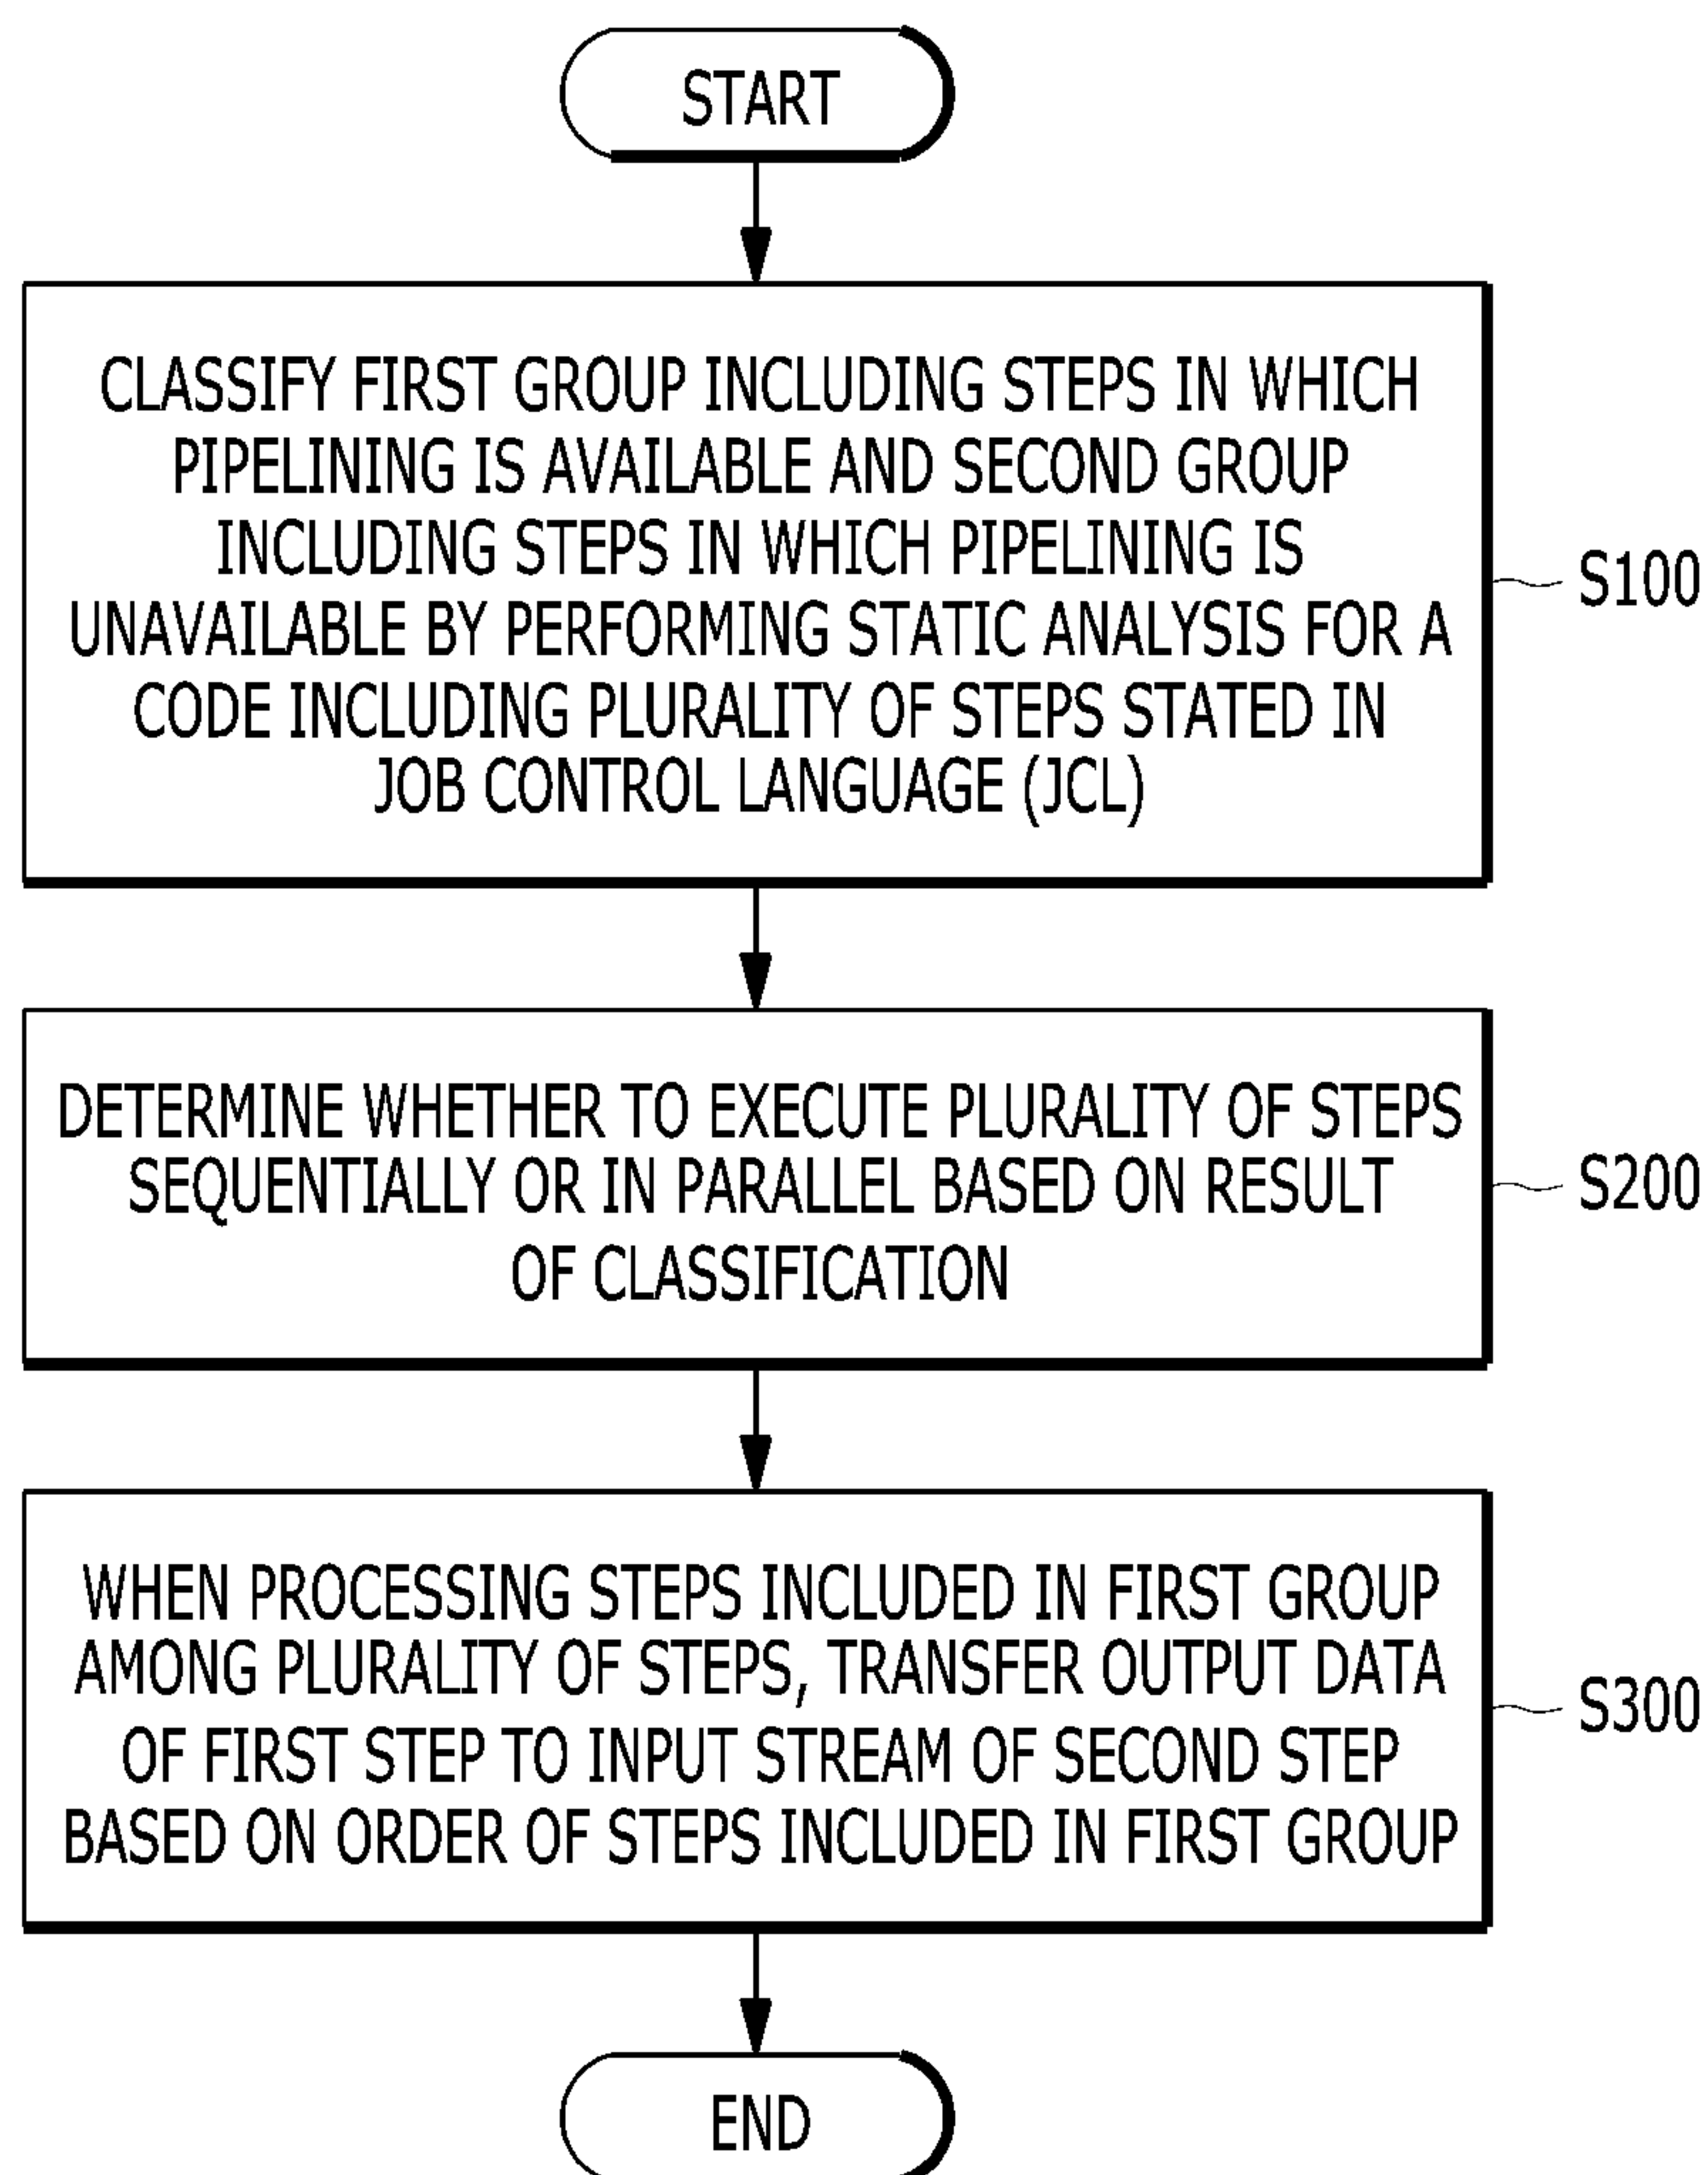 START
CLASSIFY FIRST GROUP INCLUDING STEPS IN WHICH
PIPELINING IS AVAILABLE AND SECOND GROUP
INCLUDING STEPS IN WHICH PIPELINING IS
UNAVAILABLE BY PERFORMING STATIC ANALYSIS FOR A
CODE INCLUDING PLURALITY OF STEPS STATED IN
JOB CONTROL LANGUAGE (JCL)
S100
DETERMINE WHETHER TO EXECUTE PLURALITY OF STEPS
SEQUENTIALLY OR IN PARALLEL BASED ON RESULT
OF CLASSIFICATION
S200
WHEN PROCESSING STEPS INCLUDED IN FIRST GROUP
AMONG PLURALITY OF STEPS, TRANSFER OUTPUT DATA
OF FIRST STEP TO INPUT STREAM OF SECOND STEP
BASED ON ORDER OF STEPS INCLUDED IN FIRST GROUP
S300
END